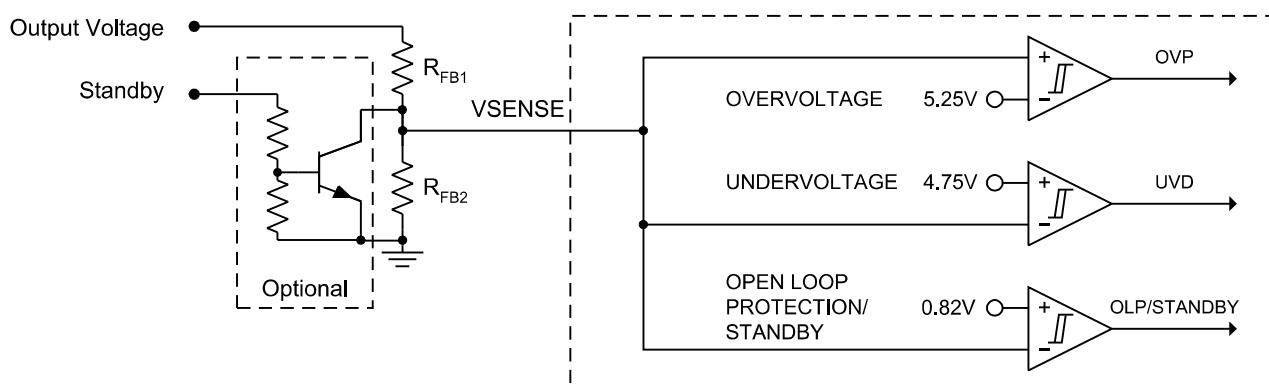 Output Voltage
Standby
Optional
R_FB1
R_FB2
VSENSE
OVERVOLTAGE 5.25V + − OVP
UNDERVOLTAGE 4.75V + − UVD
OPEN LOOP
PROTECTION/
STANDBY
0.82V + − OLP/STANDBY